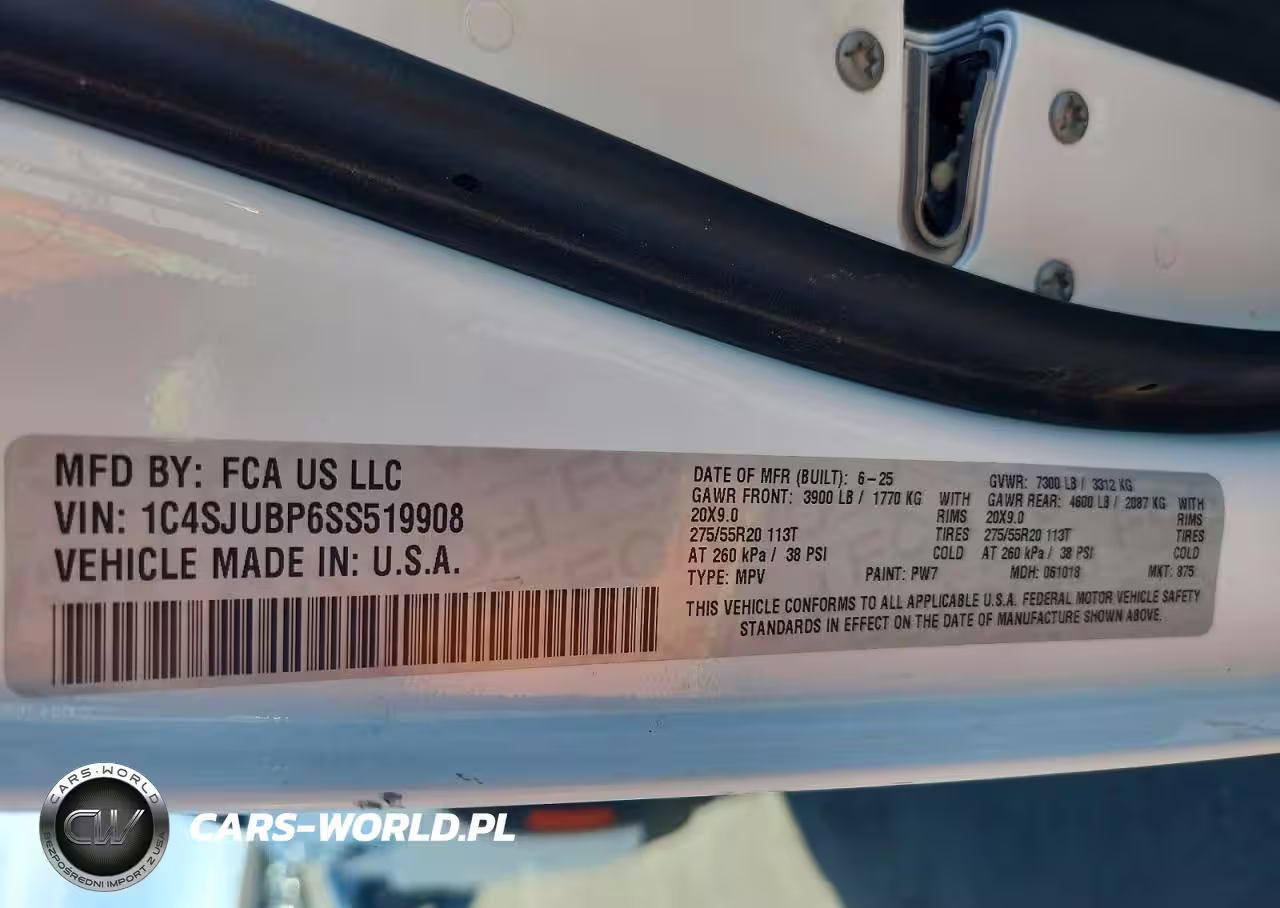 MFD BY: FCA US LLC
VIN: 1C4SJUBP6SS519908
VEHICLE MADE IN: U.S.A.
DATE OF MFR (BUILT): 6-25 GVWR: 7300 LB / 3312 KG
GAWR FRONT: 3900 LB / 1770 KG WITH GAWR REAR: 4600 LB / 2087 KG WITH
20X9.0 RIMS 20X9.0 RIMS
275/55R20 113T TIRES 275/55R20 113T TIRES
AT 260 kPa / 38 PSI COLD AT 260 kPa / 38 PSI COLD
TYPE: MPV PAINT: PW7 MDH: 061018 MKT: 875
THIS VEHICLE CONFORMS TO ALL APPLICABLE U.S.A. FEDERAL MOTOR VEHICLE SAFETY
STANDARDS IN EFFECT ON THE DATE OF MANUFACTURE SHOWN ABOVE.
CARS-WORLD
CW
BEZPOŚREDNI IMPORT Z USA
CARS-WORLD.PL